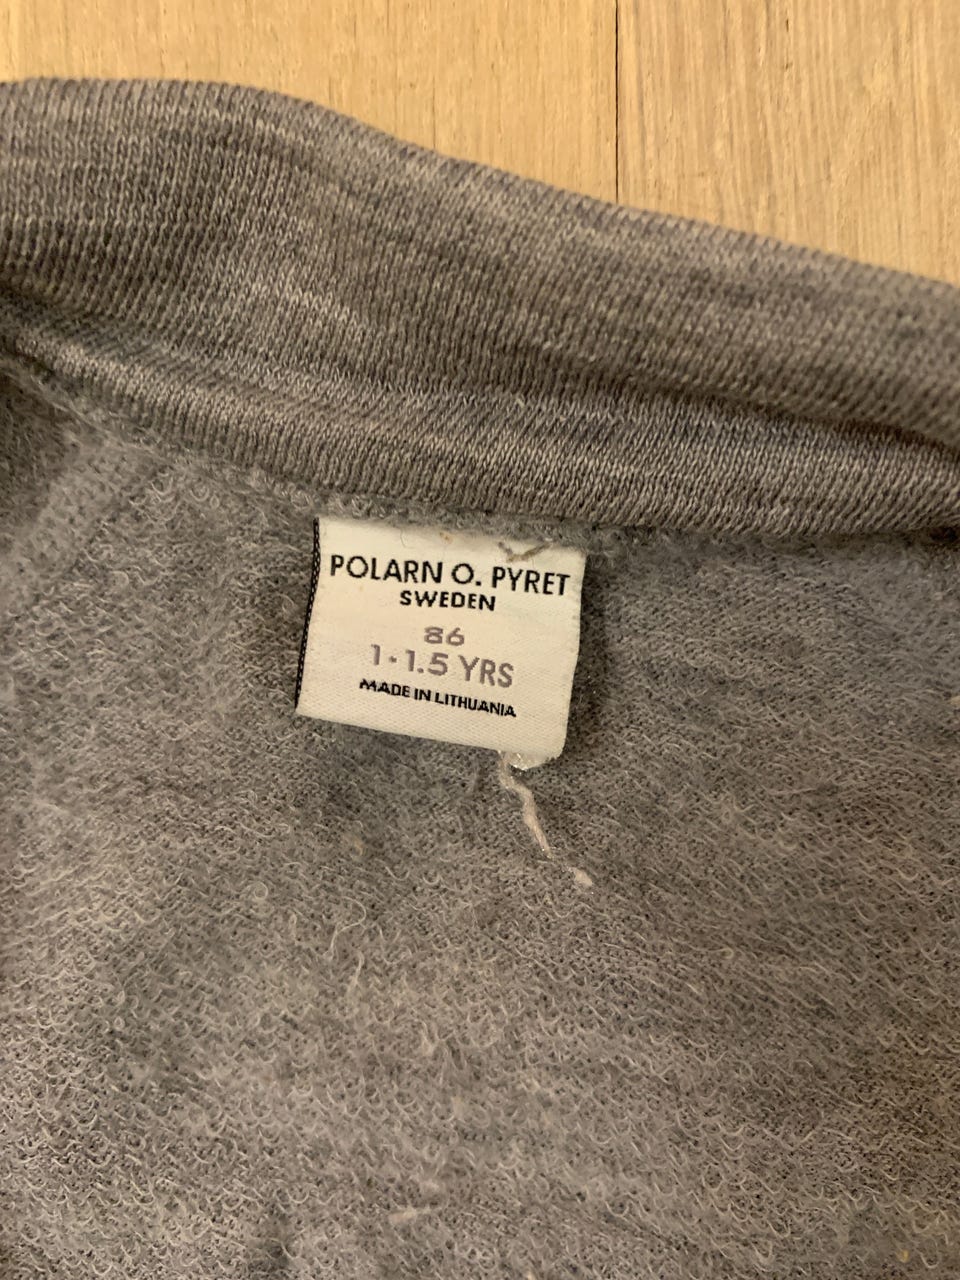 POLARN O. PYRET
SWEDEN
86
1-1.5 YRS
MADE IN LITHUANIA